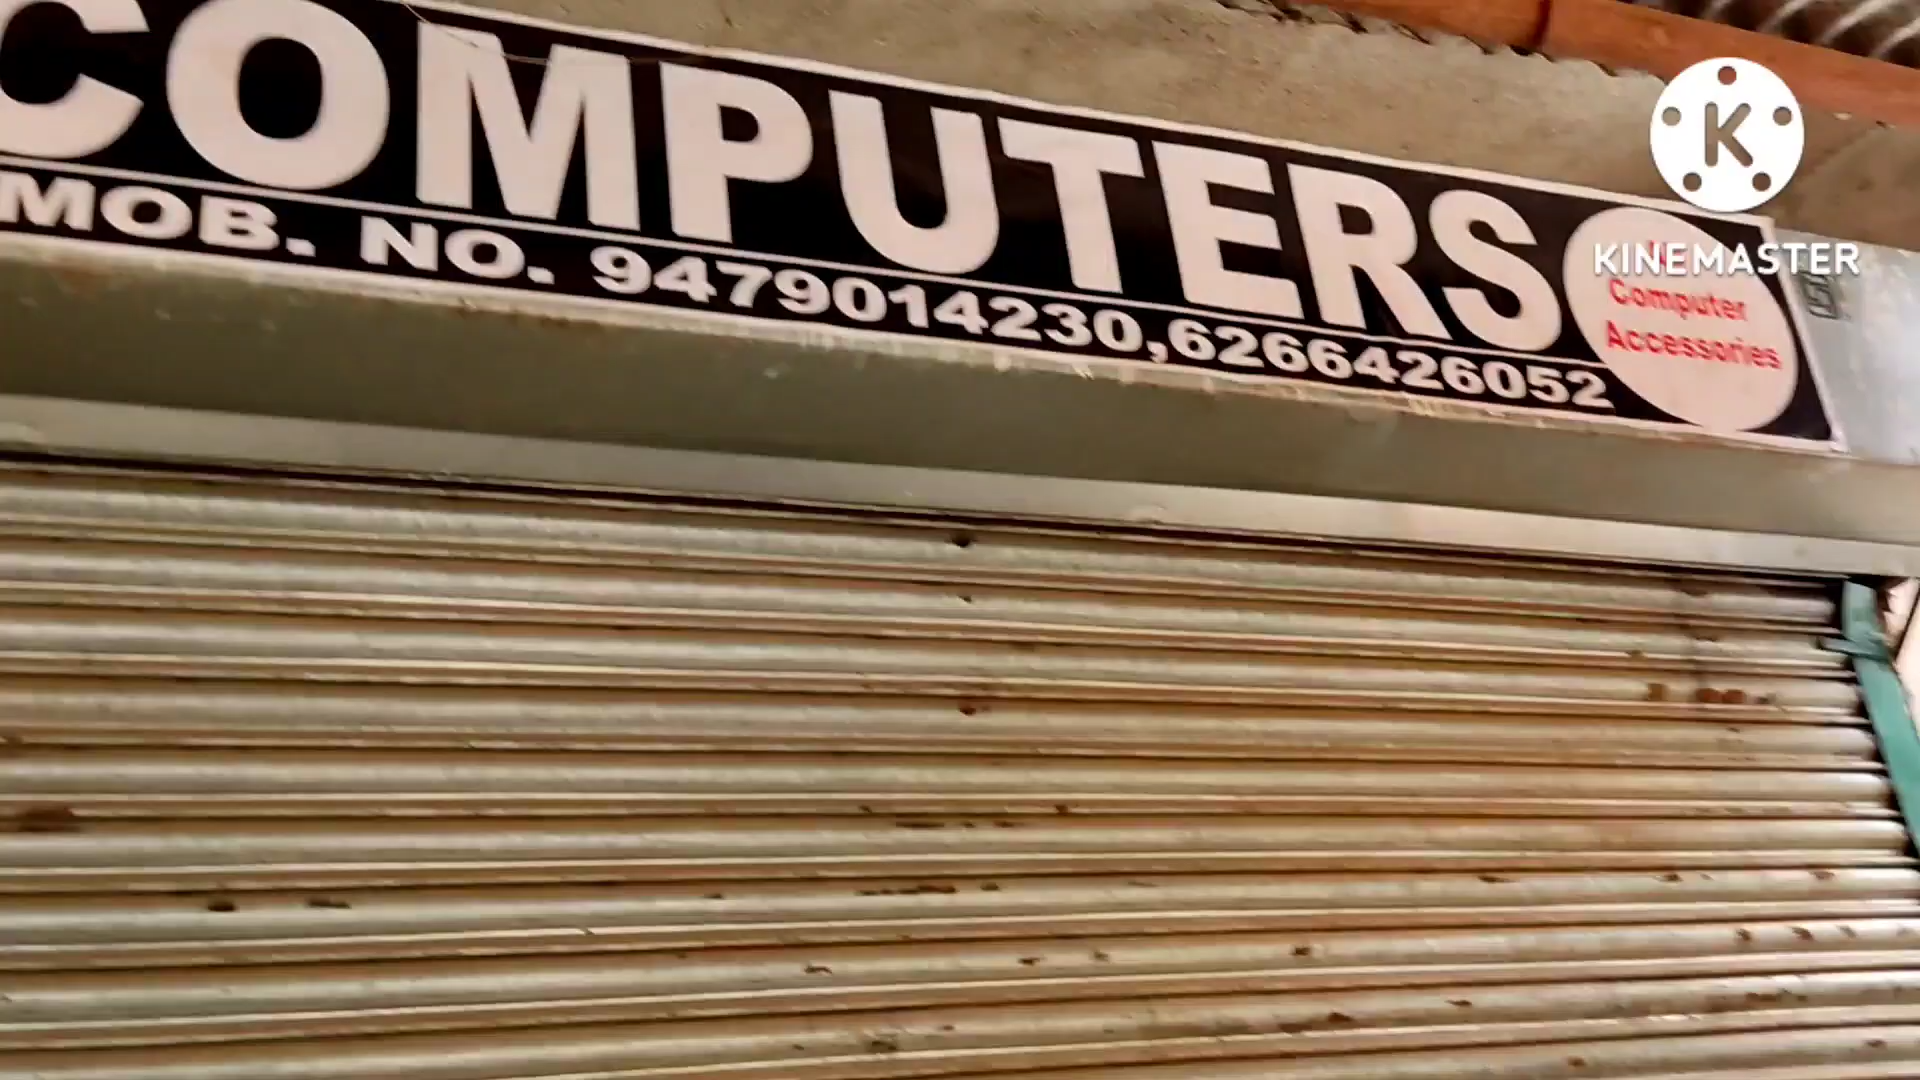 COMPUTERS
MOB. NO. 9479014230,6266426052
Computer
Accessories
K
KINEMASTER